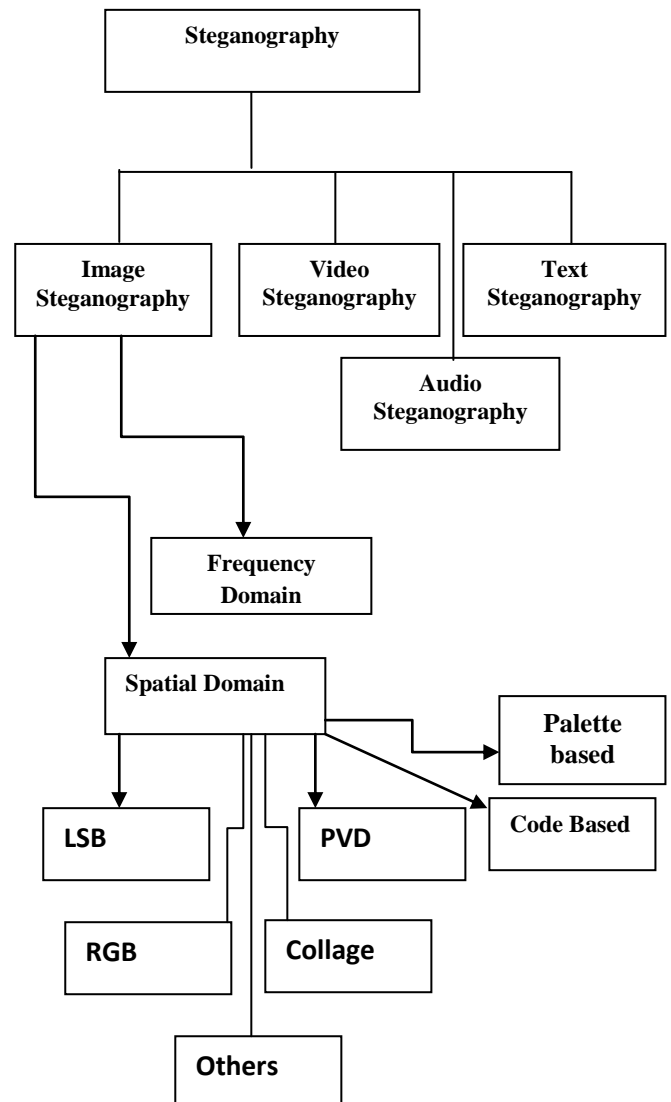 Steganography
Image
Steganography
Video
Steganography
Text
Steganography
Audio
Steganography
Frequency
Domain
Spatial Domain
Palette
based
LSB
PVD
Code Based
RGB
Collage
Others